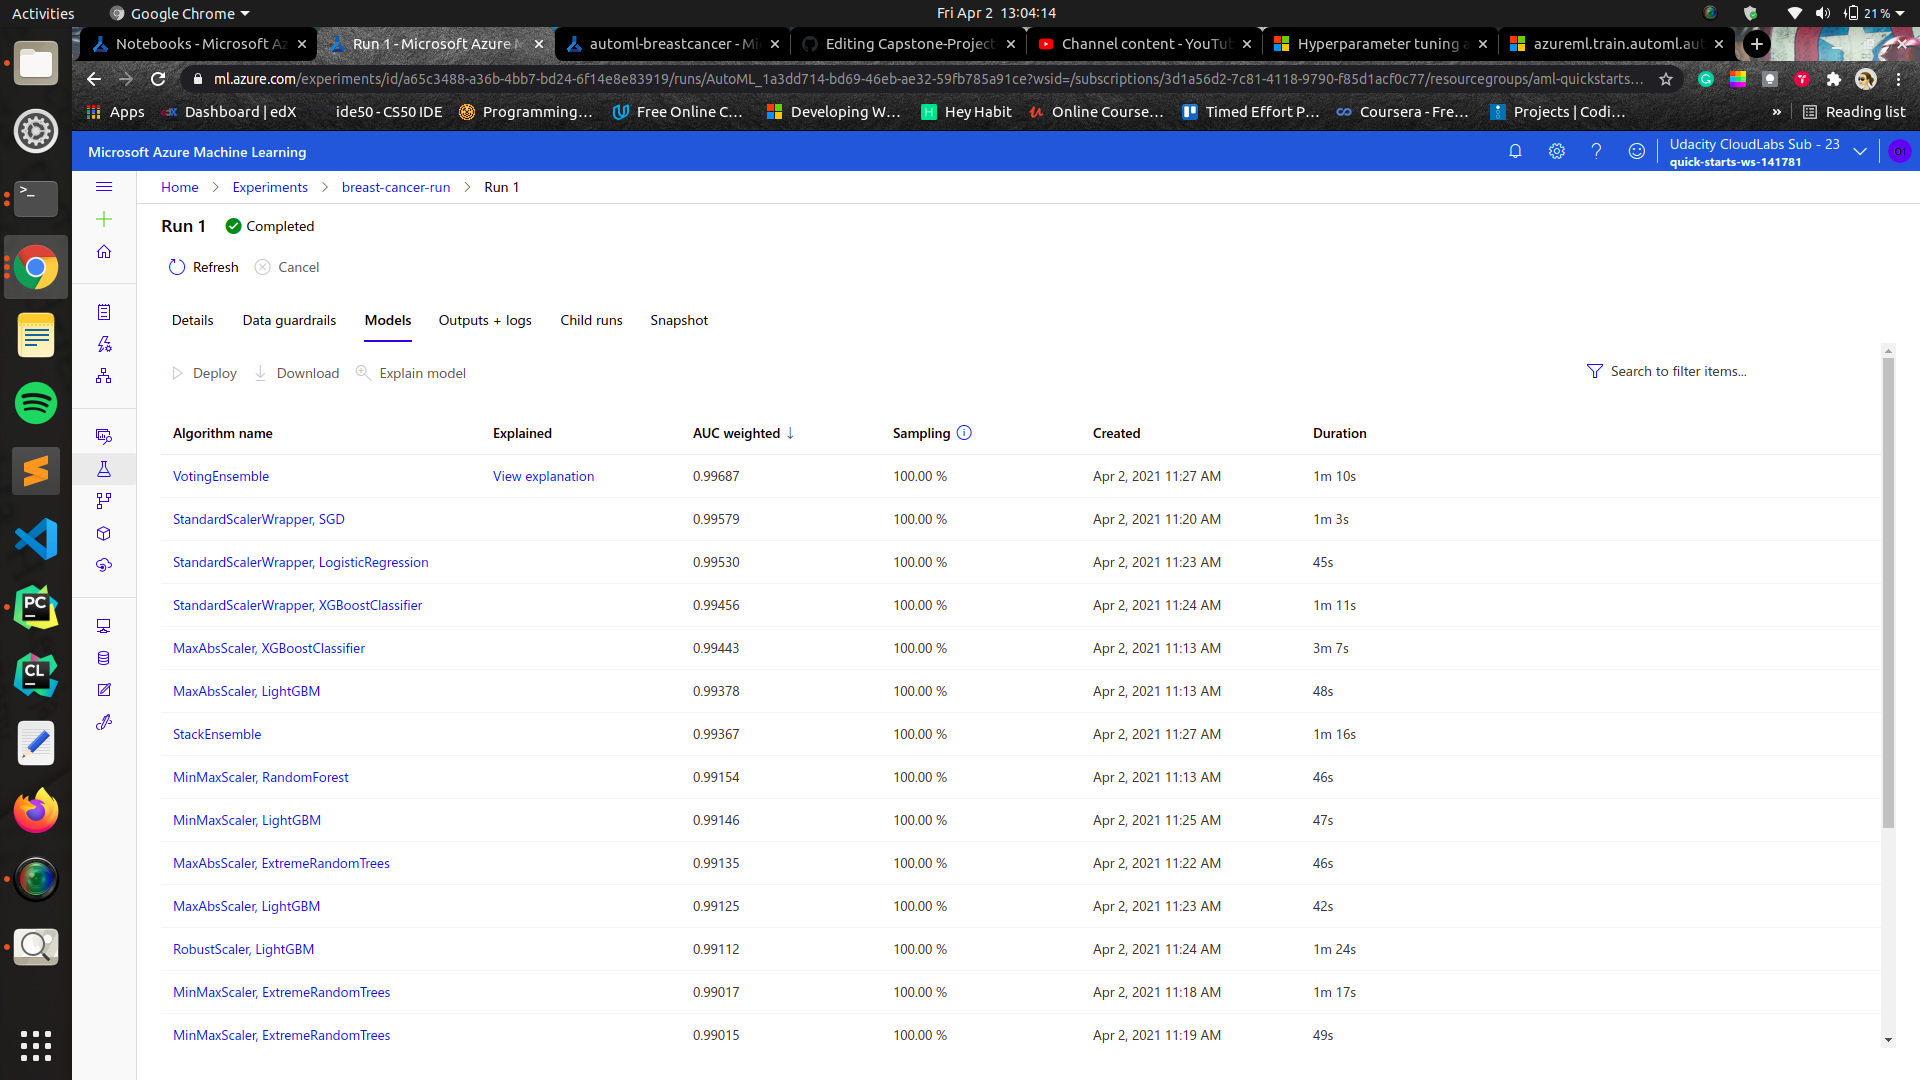 Activities
Google Chrome
Fri Apr 2 13:04:14
21 %
Notebooks - Microsoft Az
Run 1 - Microsoft Azure M
automl-breastcancer - Mi
Editing Capstone-Project
Channel content - YouTu
Hyperparameter tuning a
azureml.train.automl.aut
ml.azure.com/experiments/id/a65c3488-a36b-4bb7-bd24-6f14e8e83919/runs/AutoML_1a3dd714-bd69-46eb-ae32-59fb785a91ce?wsid=/subscriptions/3d1a56d2-7c81-4118-9790-f85d1acf0c77/resourcegroups/aml-quickstarts...
Apps
Dashboard | edX
ide50 - CS50 IDE
Programming...
Free Online C...
Developing W...
Hey Habit
Online Course...
Timed Effort P...
Coursera - Fre...
Projects | Codi...
»
Reading list
Microsoft Azure Machine Learning
Udacity CloudLabs Sub - 23
quick-starts-ws-141781
Home > Experiments > breast-cancer-run > Run 1
Run 1 Completed
Refresh Cancel
Details Data guardrails Models Outputs + logs Child runs Snapshot
Deploy Download Explain model
Search to filter items...
Algorithm name Explained AUC weighted ↓ Sampling Created Duration
VotingEnsemble View explanation 0.99687 100.00 % Apr 2, 2021 11:27 AM 1m 10s
StandardScalerWrapper, SGD 0.99579 100.00 % Apr 2, 2021 11:20 AM 1m 3s
StandardScalerWrapper, LogisticRegression 0.99530 100.00 % Apr 2, 2021 11:23 AM 45s
StandardScalerWrapper, XGBoostClassifier 0.99456 100.00 % Apr 2, 2021 11:24 AM 1m 11s
MaxAbsScaler, XGBoostClassifier 0.99443 100.00 % Apr 2, 2021 11:13 AM 3m 7s
MaxAbsScaler, LightGBM 0.99378 100.00 % Apr 2, 2021 11:13 AM 48s
StackEnsemble 0.99367 100.00 % Apr 2, 2021 11:27 AM 1m 16s
MinMaxScaler, RandomForest 0.99154 100.00 % Apr 2, 2021 11:13 AM 46s
MinMaxScaler, LightGBM 0.99146 100.00 % Apr 2, 2021 11:25 AM 47s
MaxAbsScaler, ExtremeRandomTrees 0.99135 100.00 % Apr 2, 2021 11:22 AM 46s
MaxAbsScaler, LightGBM 0.99125 100.00 % Apr 2, 2021 11:23 AM 42s
RobustScaler, LightGBM 0.99112 100.00 % Apr 2, 2021 11:24 AM 1m 24s
MinMaxScaler, ExtremeRandomTrees 0.99017 100.00 % Apr 2, 2021 11:18 AM 1m 17s
MinMaxScaler, ExtremeRandomTrees 0.99015 100.00 % Apr 2, 2021 11:19 AM 49s
PC
CL